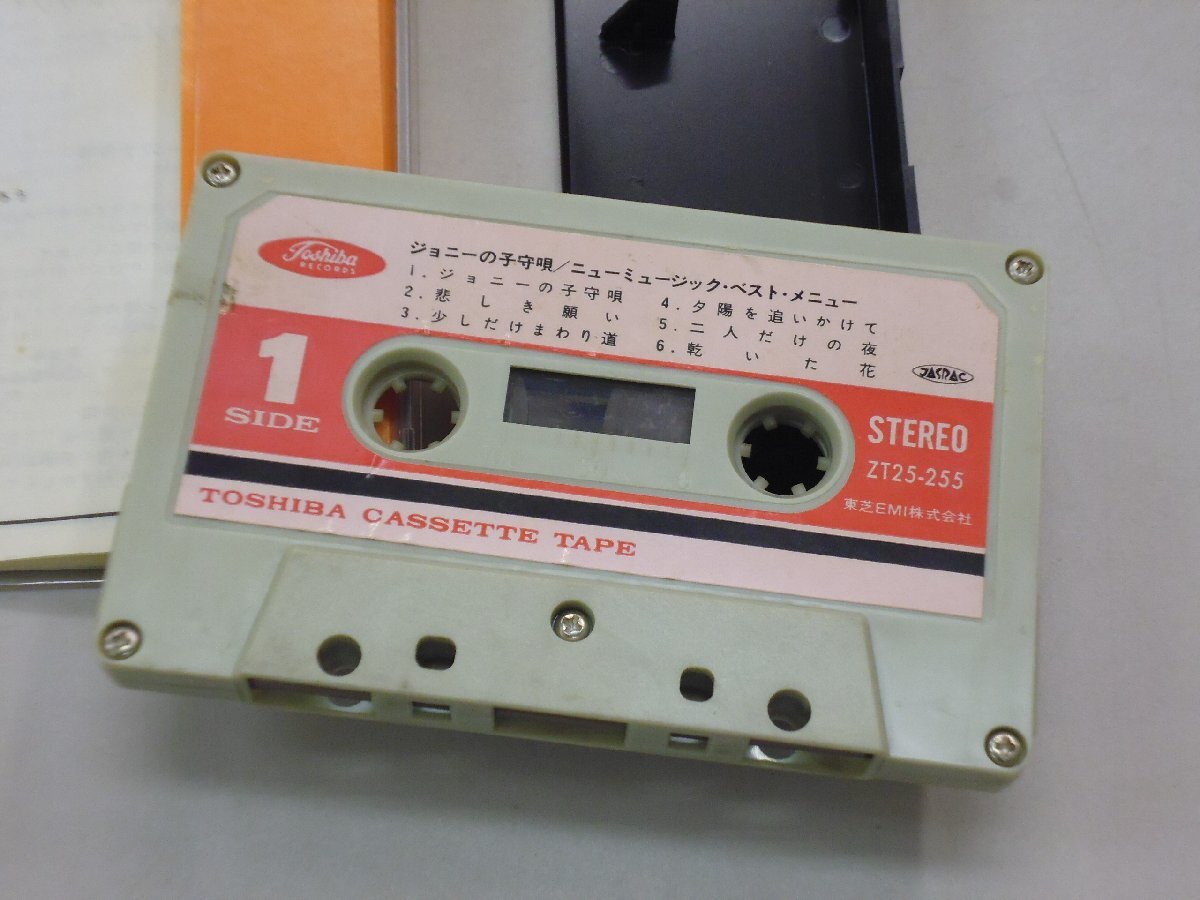 Toshiba
RECORDS
ジョニーの子守唄/ニューミュージック・ベスト・メニュー
1. ジョニーの子守唄
2. 悲しき願い
3. 少しだけまわり道
4. 夕陽を追いかけて
5. 二人だけの夜
6. 乾いた花
JASRAC
1
SIDE
STEREO
ZT25-255
東芝EMI株式会社
TOSHIBA CASSETTE TAPE